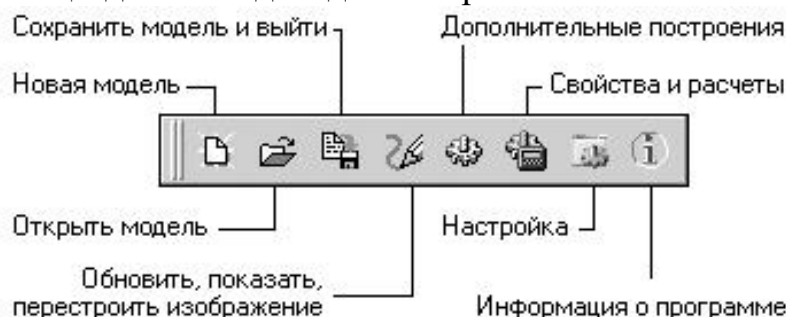 Сохранить модель и выйти
Дополнительные построения
Новая модель
Свойства и расчеты
Открыть модель
Настройка
Обновить, показать,
перестроить изображение
Информация о программе